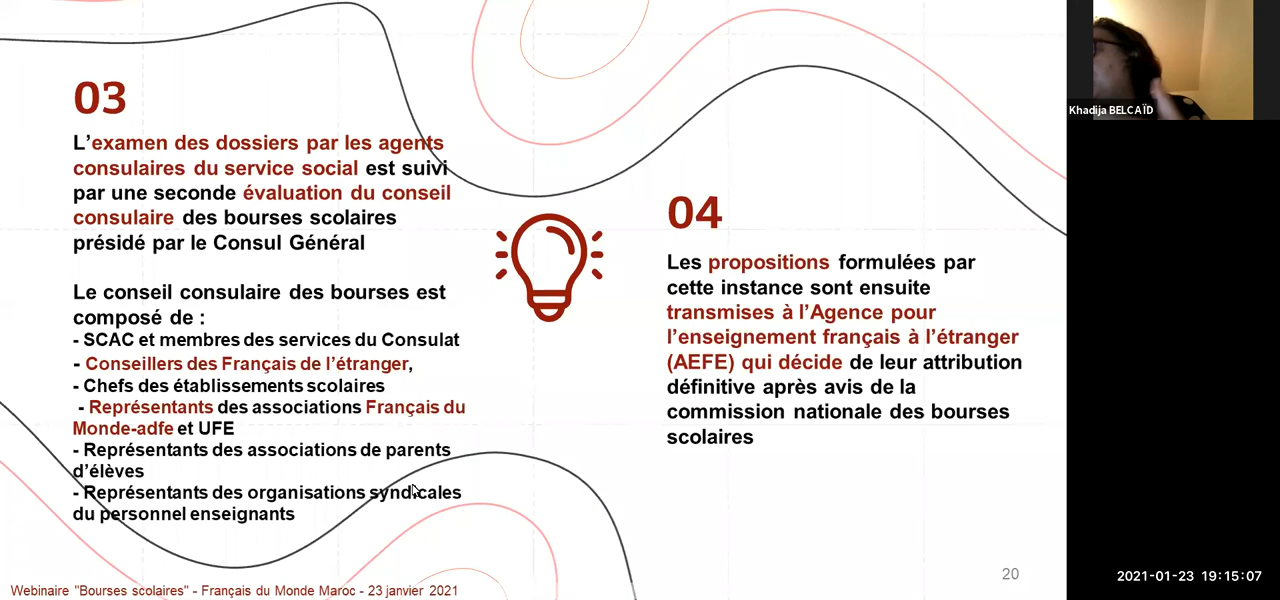 03
L’examen des dossiers par les agents
consulaires du service social est suivi
par une seconde évaluation du conseil
consulaire des bourses scolaires
présidé par le Consul Général
Le conseil consulaire des bourses est
composé de :
- SCAC et membres des services du Consulat
- Conseillers des Français de l’étranger,
- Chefs des établissements scolaires
- Représentants des associations Français du
Monde-adfe et UFE
- Représentants des associations de parents
d’élèves
- Représentants des organisations syndicales
du personnel enseignants
04
Les propositions formulées par
cette instance sont ensuite
transmises à l’Agence pour
l’enseignement français à l’étranger
(AEFE) qui décide de leur attribution
définitive après avis de la
commission nationale des bourses
scolaires
Webinaire "Bourses scolaires" - Français du Monde Maroc - 23 janvier 2021
20
Khadija BELCAÏD
2021-01-23 19:15:07